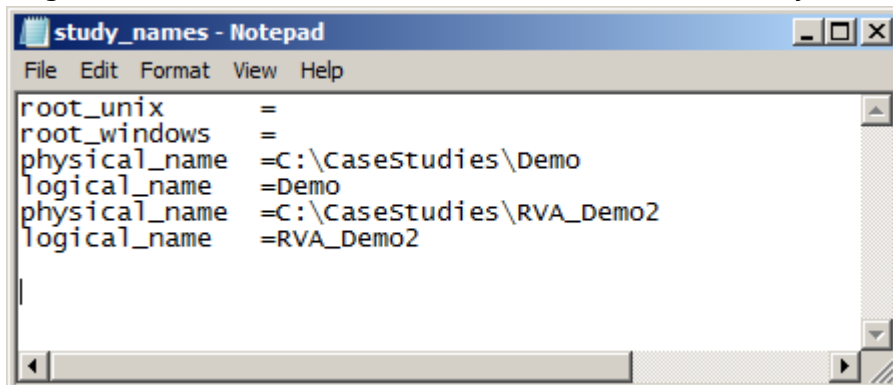 study_names - Notepad
File Edit Format View Help
root_unix =
root_windows =
physical_name =C:\CaseStudies\Demo
logical_name =Demo
physical_name =C:\CaseStudies\RVA_Demo2
logical_name =RVA_Demo2